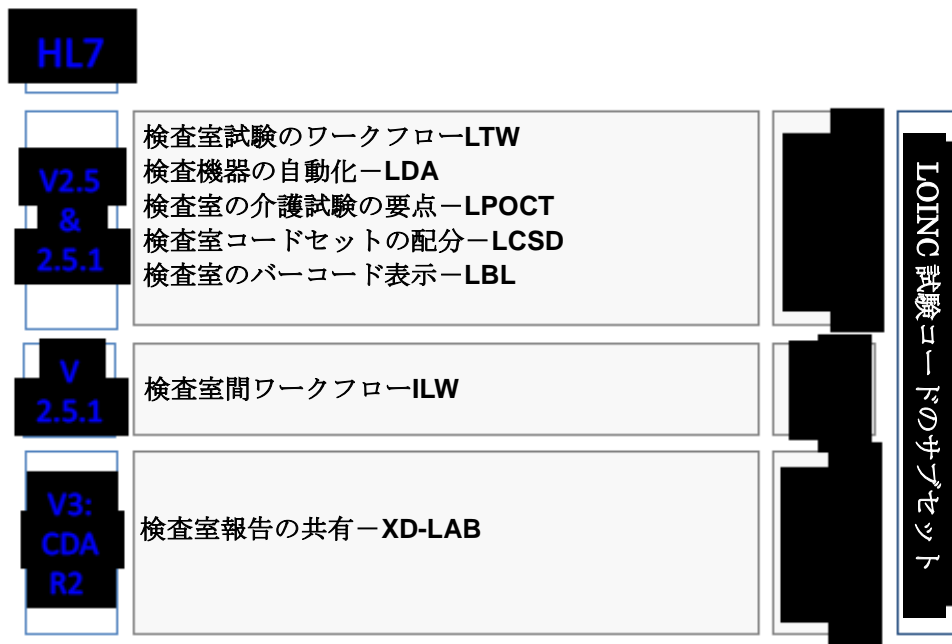 HL7
V2.5
&
2.5.1
検査室試験のワークフローLTW
検査機器の自動化－LDA
検査室の介護試験の要点－LPOCT
検査室コードセットの配分－LCSD
検査室のバーコード表示－LBL
V
2.5.1
検査室間ワークフローILW
V3:
CDA
R2
検査室報告の共有－XD-LAB
LOINC 試験コードのサブセット